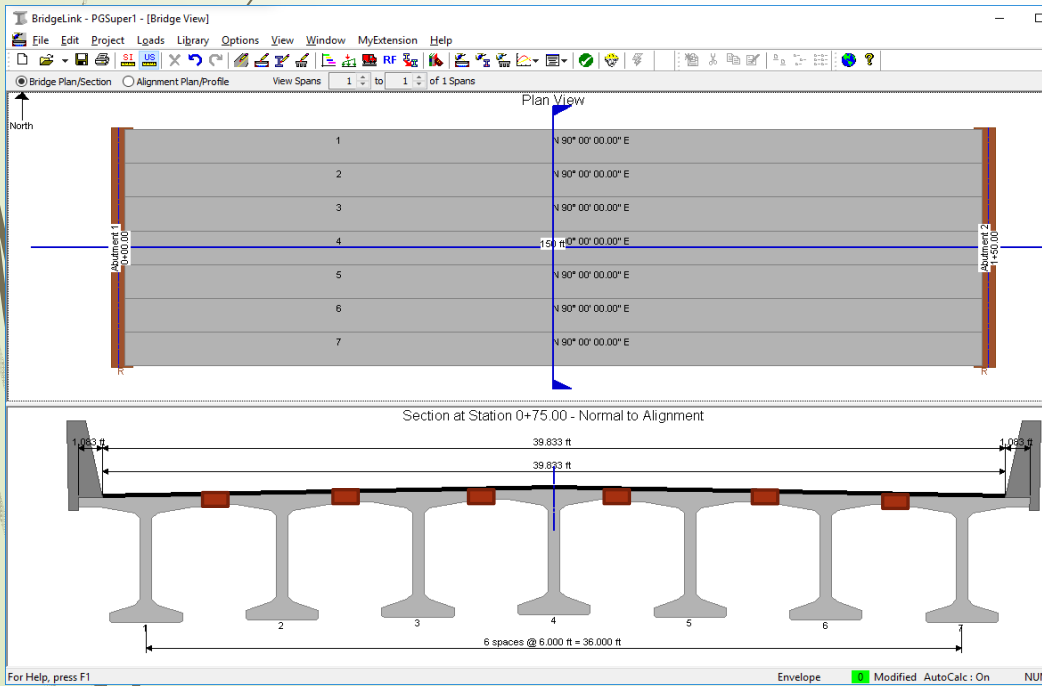 BridgeLink - PGSuper1 - [Bridge View]
File Edit Project Loads Library Options View Window MyExtension Help
SI US RF
Bridge Plan/Section Alignment Plan/Profile View Spans 1 to 1 of 1 Spans
Plan View
North
1 N 90° 00' 00.00" E
2 N 90° 00' 00.00" E
3 N 90° 00' 00.00" E
4 150 ft 0° 00' 00.00" E
5 N 90° 00' 00.00" E
6 N 90° 00' 00.00" E
7 N 90° 00' 00.00" E
Abutment 1
0+00.00
Abutment 2
1+50.00
R R
Section at Station 0+75.00 - Normal to Alignment
1.083 ft 39.833 ft 1.083 ft
39.833 ft
1 2 3 4 5 6 7
6 spaces @ 6.000 ft = 36.000 ft
For Help, press F1 Envelope 0 Modified AutoCalc : On NUM